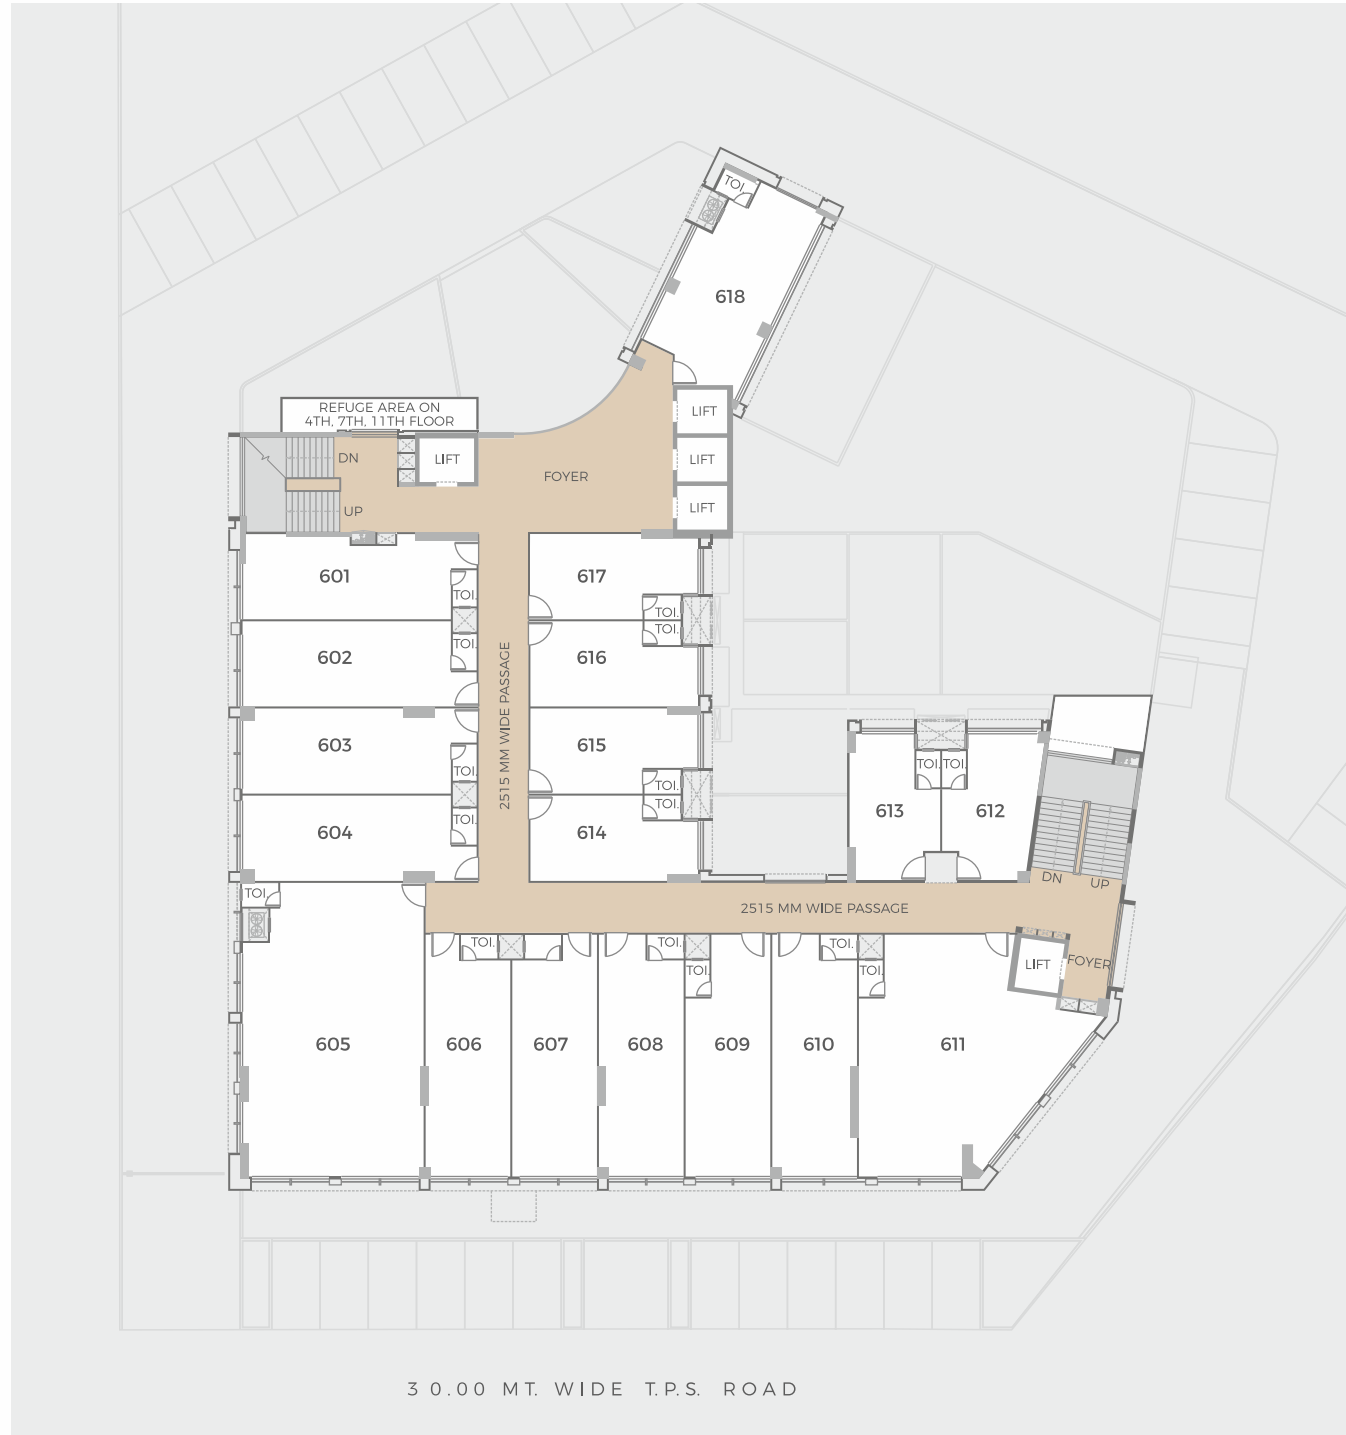 TOI.
618
REFUGE AREA ON
4TH, 7TH, 11TH FLOOR
LIFT
DN
LIFT
LIFT
FOYER
UP
LIFT
601
617
TOI.
TOI.
TOI.
TOI.
602
616
2515 MM WIDE PASSAGE
603
615
TOI.
TOI.
TOI.
TOI.
604
614
TOI.
TOI.
613
612
DN
UP
TOI.
2515 MM WIDE PASSAGE
TOI.
TOI.
TOI.
FOYER
LIFT
TOI.
TOI.
605
606
607
608
609
610
611
30.00 MT. WIDE T.P.S. ROAD